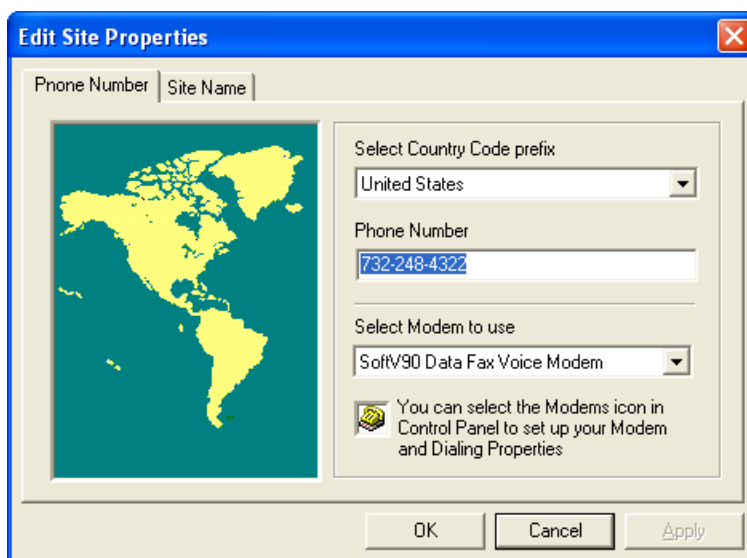 Edit Site Properties
Phone Number
Site Name
Select Country Code prefix
United States
Phone Number
732-248-4322
Select Modem to use
SoftV90 Data Fax Voice Modem
You can select the Modems icon in
Control Panel to set up your Modem
and Dialing Properties
OK
Cancel
Apply